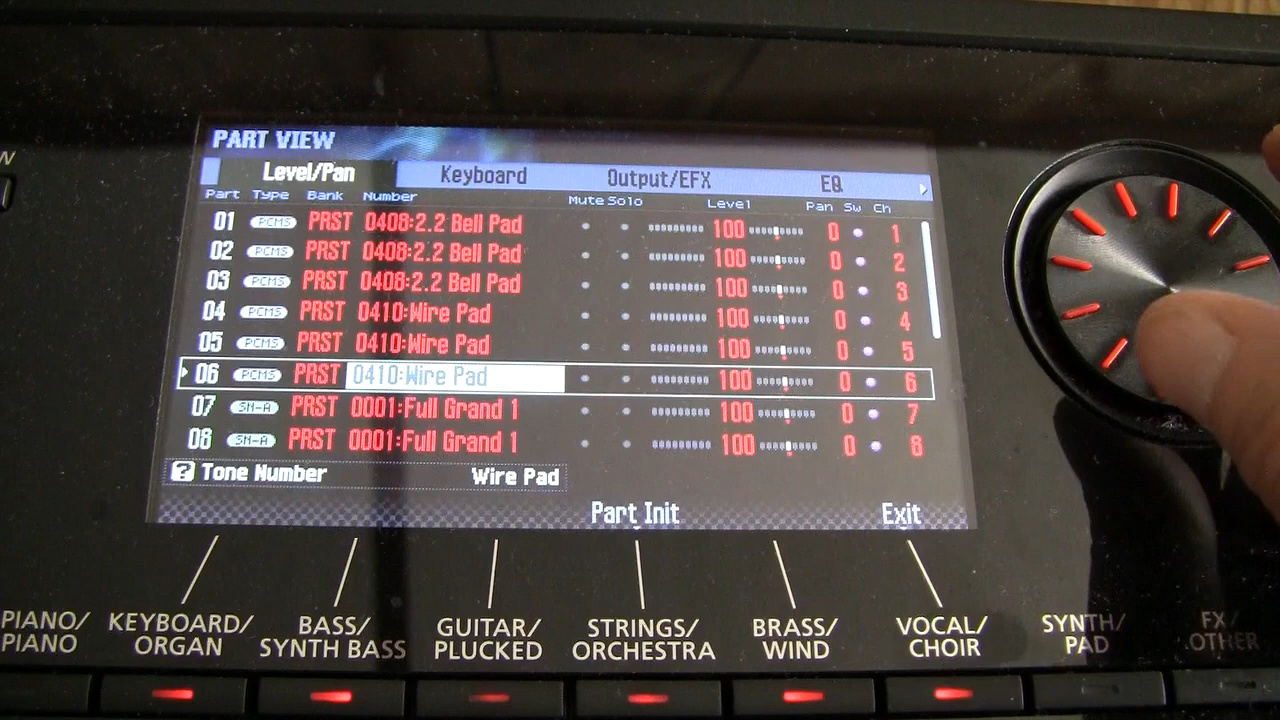 PART VIEW
Level/Pan Keyboard Output/EFX EQ
Part Type Bank Number Mute Solo Level Pan Sw Ch
01 PCMS PRST 0408:2.2 Bell Pad 100 0 1
02 PCMS PRST 0408:2.2 Bell Pad 100 0 2
03 PCMS PRST 0408:2.2 Bell Pad 100 0 3
04 PCMS PRST 0410:Wire Pad 100 0 4
05 PCMS PRST 0410:Wire Pad 100 0 5
06 PCMS PRST 0410:Wire Pad 100 0 6
07 SN-A PRST 0001:Full Grand 1 100 0 7
08 SN-A PRST 0001:Full Grand 1 100 0 8
? Tone Number Wire Pad
Part Init Exit
W
PIANO/ KEYBOARD/ BASS/ GUITAR/ STRINGS/ BRASS/ VOCAL/ SYNTH/ FX/
PIANO ORGAN SYNTH BASS PLUCKED ORCHESTRA WIND CHOIR PAD OTHER